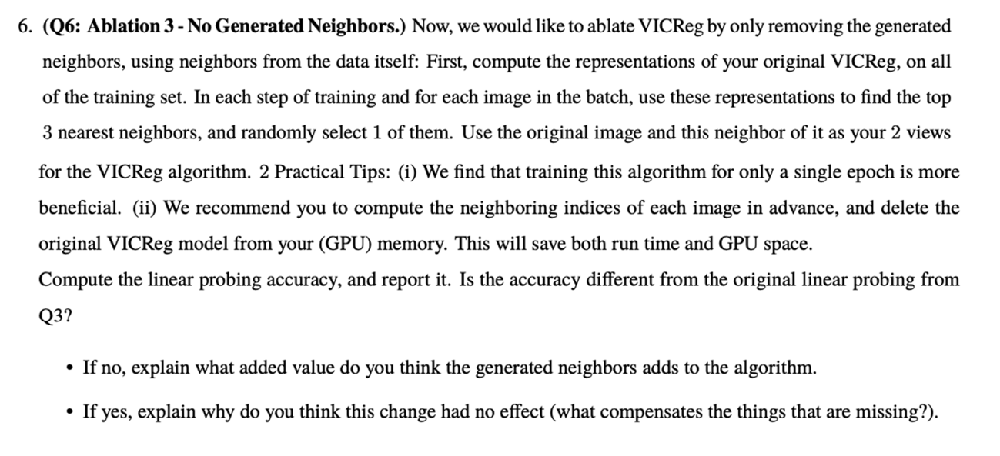 6. (Q6: Ablation 3 - No Generated Neighbors.) Now, we would like to ablate VICReg by only removing the generated
neighbors, using neighbors from the data itself: First, compute the representations of your original VICReg, on all
of the training set. In each step of training and for each image in the batch, use these representations to find the top
3 nearest neighbors, and randomly select 1 of them. Use the original image and this neighbor of it as your 2 views
for the VICReg algorithm. 2 Practical Tips: (i) We find that training this algorithm for only a single epoch is more
beneficial. (ii) We recommend you to compute the neighboring indices of each image in advance, and delete the
original VICReg model from your (GPU) memory. This will save both run time and GPU space.
Compute the linear probing accuracy, and report it. Is the accuracy different from the original linear probing from
Q3?
• If no, explain what added value do you think the generated neighbors adds to the algorithm.
• If yes, explain why do you think this change had no effect (what compensates the things that are missing?).